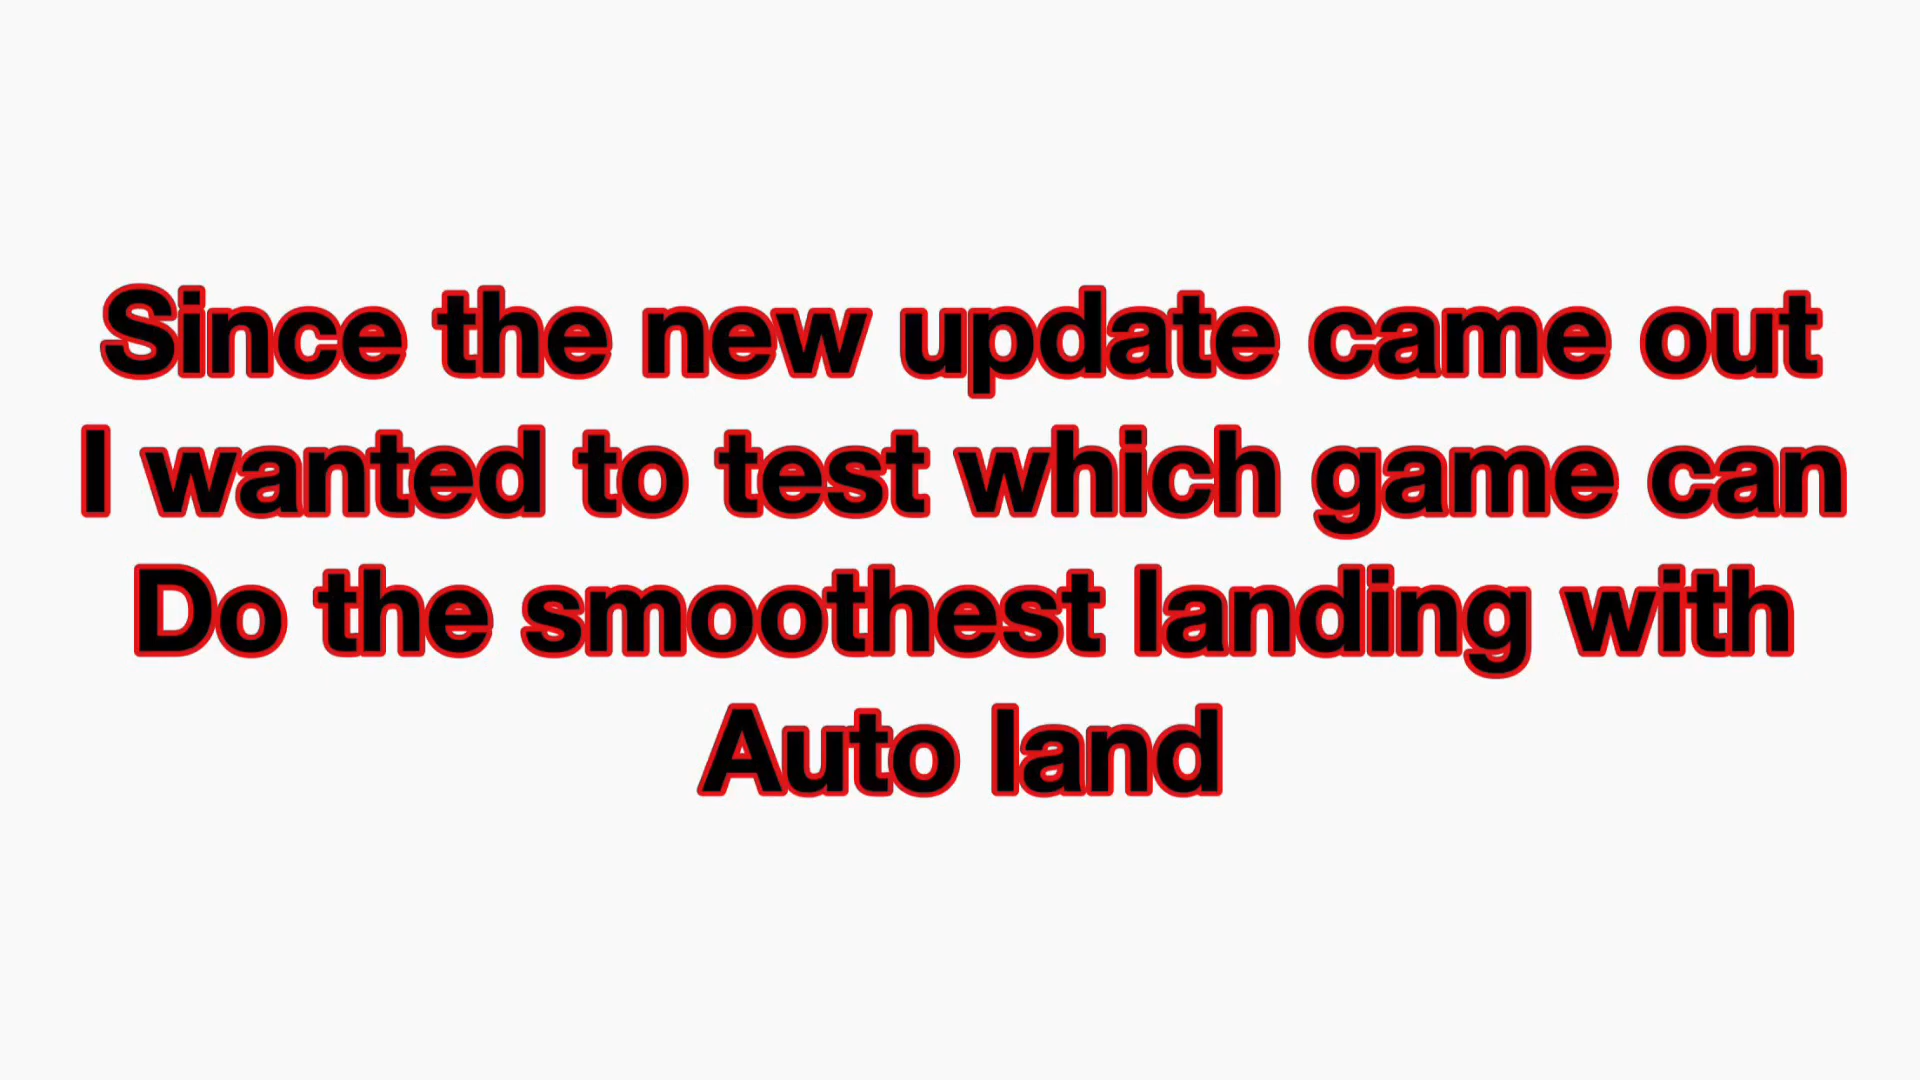 Since the new update came out
I wanted to test which game can
Do the smoothest landing with
Auto land